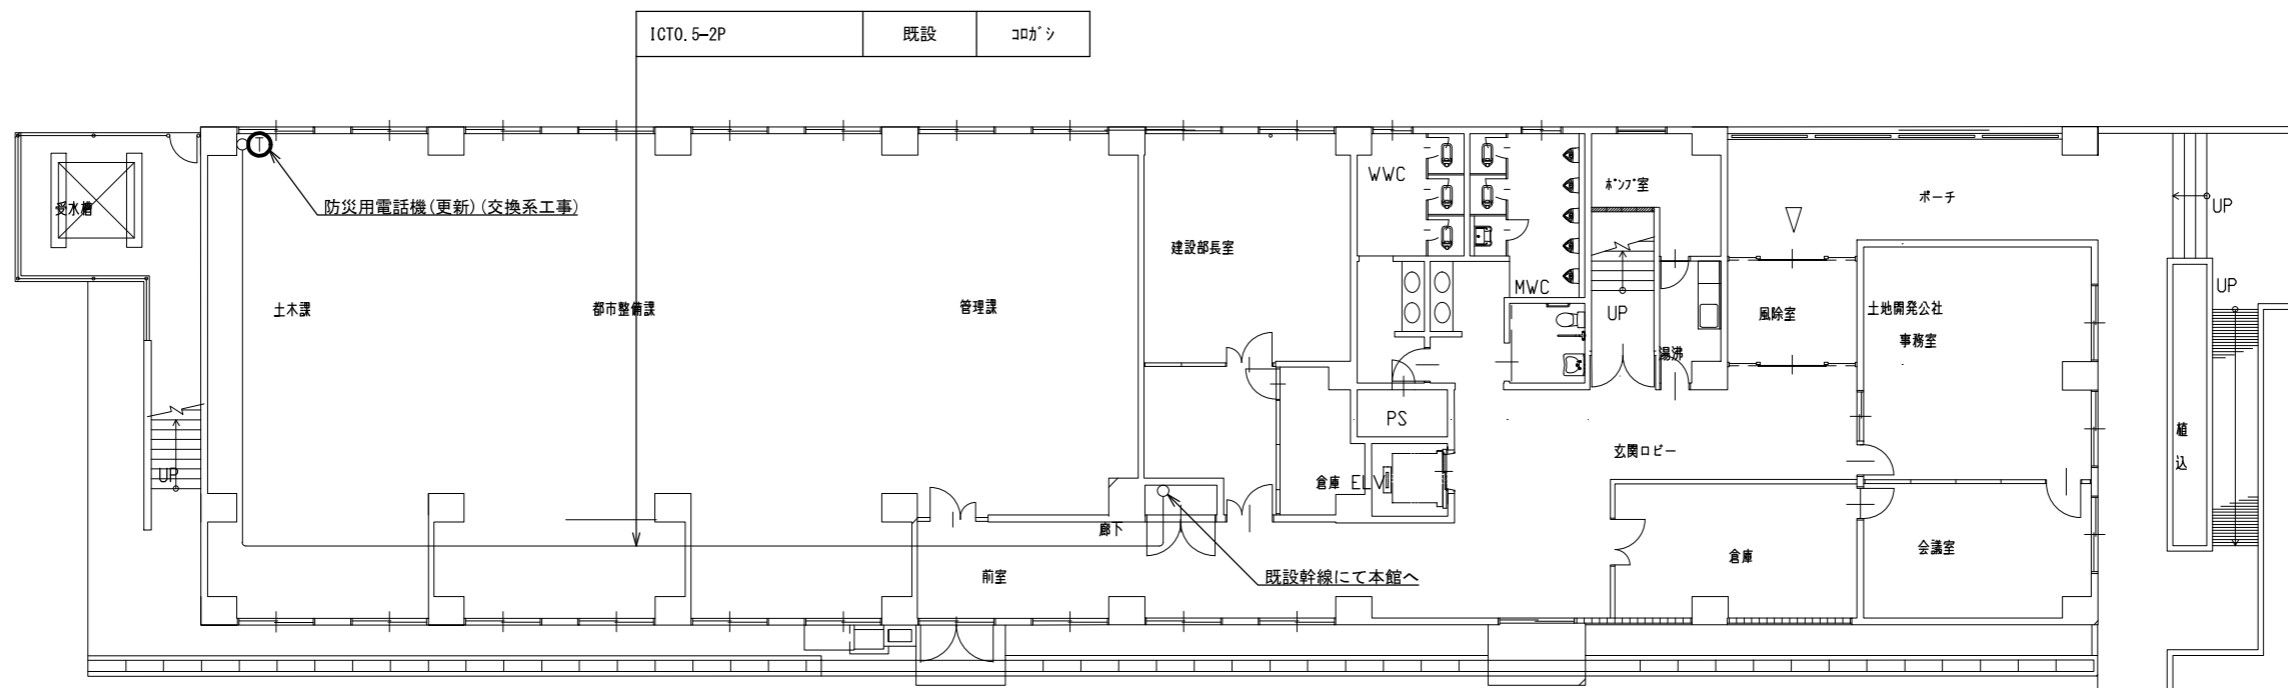 ICT0.5-2P 既設 ｺﾛｶﾞｼ
受水槽
防災用電話機(更新)(交換系工事)
WWC
ﾎﾟﾝﾌﾟ室
ポーチ
UP
建設部長室
MWC
UP
UP
土木課
都市整備課
管理課
風除室
土地開発公社
事務室
湯沸
PS
玄関ロビー
植
込
UP
倉庫
ELV
廊下
倉庫
会議室
前室
既設幹線にて本館へ
T